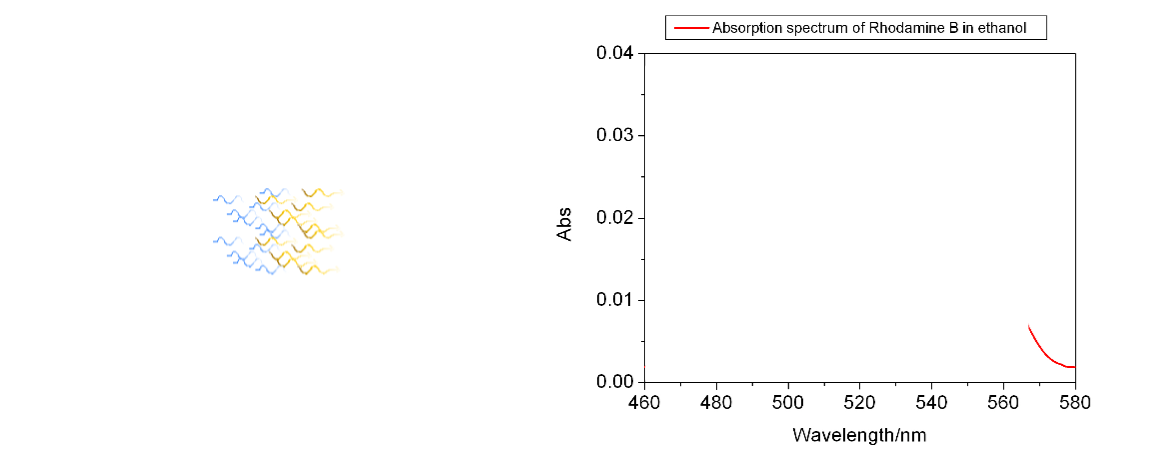 Absorption spectrum of Rhodamine B in ethanol
0.04
0.03
0.02
0.01
0.00
Abs
460 480 500 520 540 560 580
Wavelength/nm